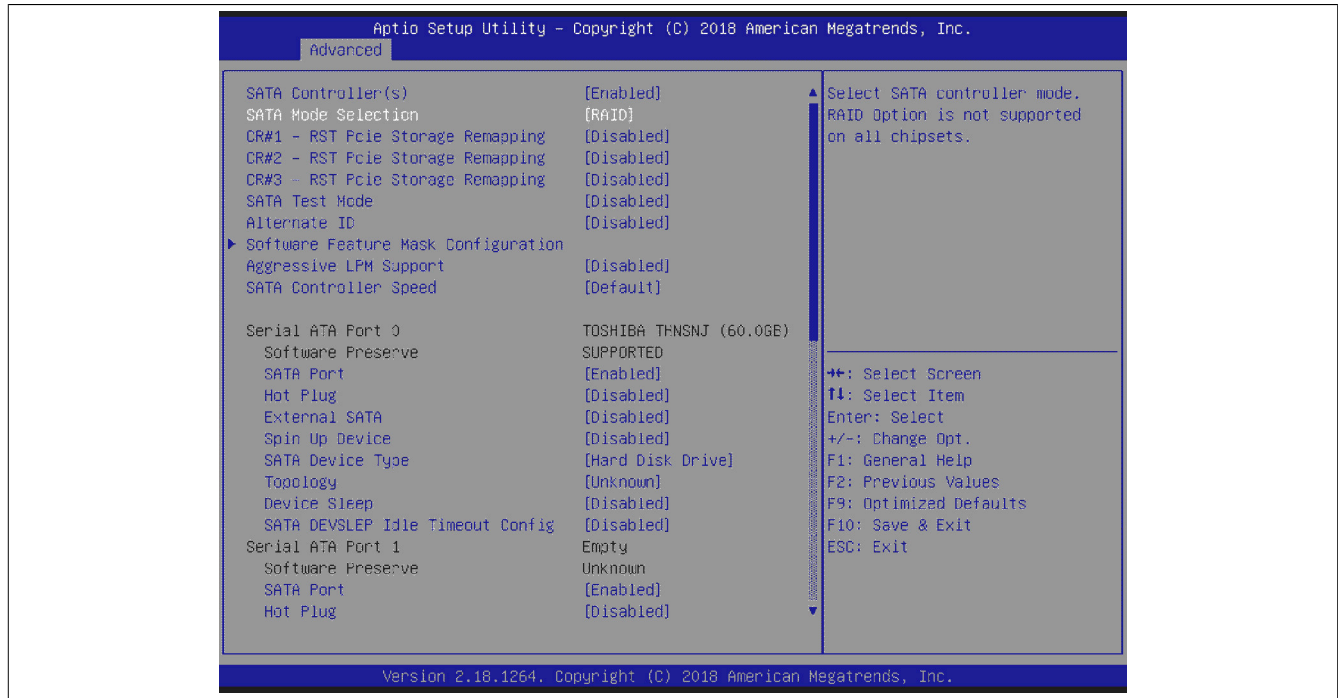 Aptio Setup Utility – Copyright (C) 2018 American Megatrends, Inc.
Advanced
SATA Controller(s) [Enabled]
SATA Mode Selection [RAID]
CR#1 – RST Pcie Storage Remapping [Disabled]
CR#2 – RST Pcie Storage Remapping [Disabled]
CR#3 – RST Pcie Storage Remapping [Disabled]
SATA Test Mode [Disabled]
Alternate ID [Disabled]
Software Feature Mask Configuration
Aggressive LPM Support [Disabled]
SATA Controller Speed [Default]
Serial ATA Port 0 TOSHIBA THNSNJ (60.0GB)
Software Preserve SUPPORTED
SATA Port [Enabled]
Hot Plug [Disabled]
External SATA [Disabled]
Spin Up Device [Disabled]
SATA Device Type [Hard Disk Drive]
Topology [Unknown]
Device Sleep [Disabled]
SATA DEVSLEP Idle Timeout Config [Disabled]
Serial ATA Port 1 Empty
Software Preserve Unknown
SATA Port [Enabled]
Hot Plug [Disabled]
Select SATA controller mode.
RAID Option is not supported
on all chipsets.
→←: Select Screen
↑↓: Select Item
Enter: Select
+/-: Change Opt.
F1: General Help
F2: Previous Values
F9: Optimized Defaults
F10: Save & Exit
ESC: Exit
Version 2.18.1264. Copyright (C) 2018 American Megatrends, Inc.